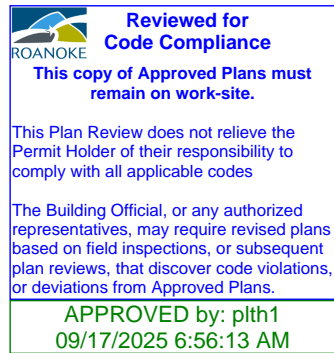 Reviewed for
Code Compliance
ROANOKE
This copy of Approved Plans must
remain on work-site.
This Plan Review does not relieve the
Permit Holder of their responsibility to
comply with all applicable codes
The Building Official, or any authorized
representatives, may require revised plans
based on field inspections, or subsequent
plan reviews, that discover code violations,
or deviations from Approved Plans.
APPROVED by: plth1
09/17/2025 6:56:13 AM